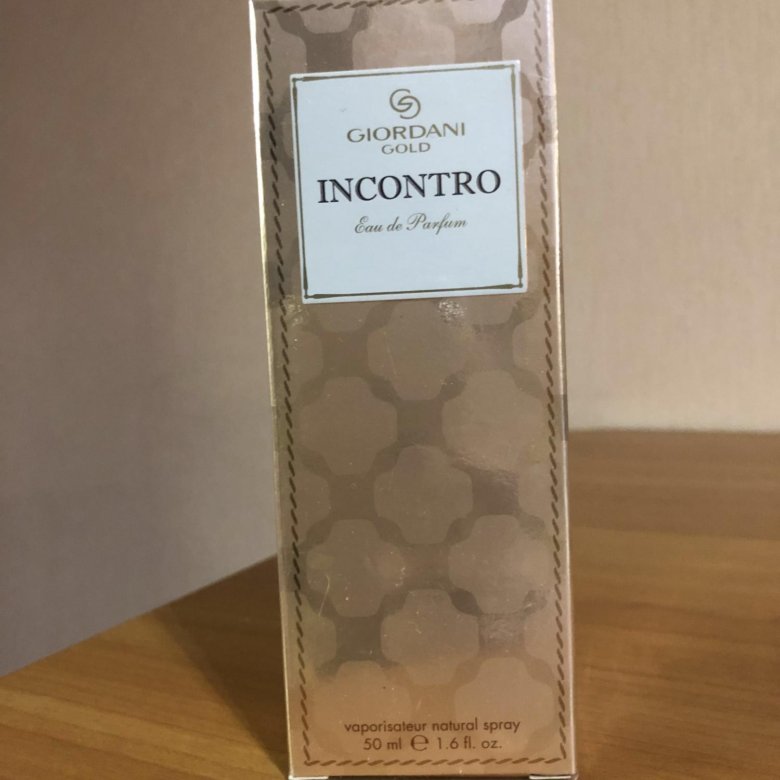 GIORDANI
GOLD
INCONTRO
Eau de Parfum
vaporisateur natural spray
50 ml ℮ 1.6 fl. oz.